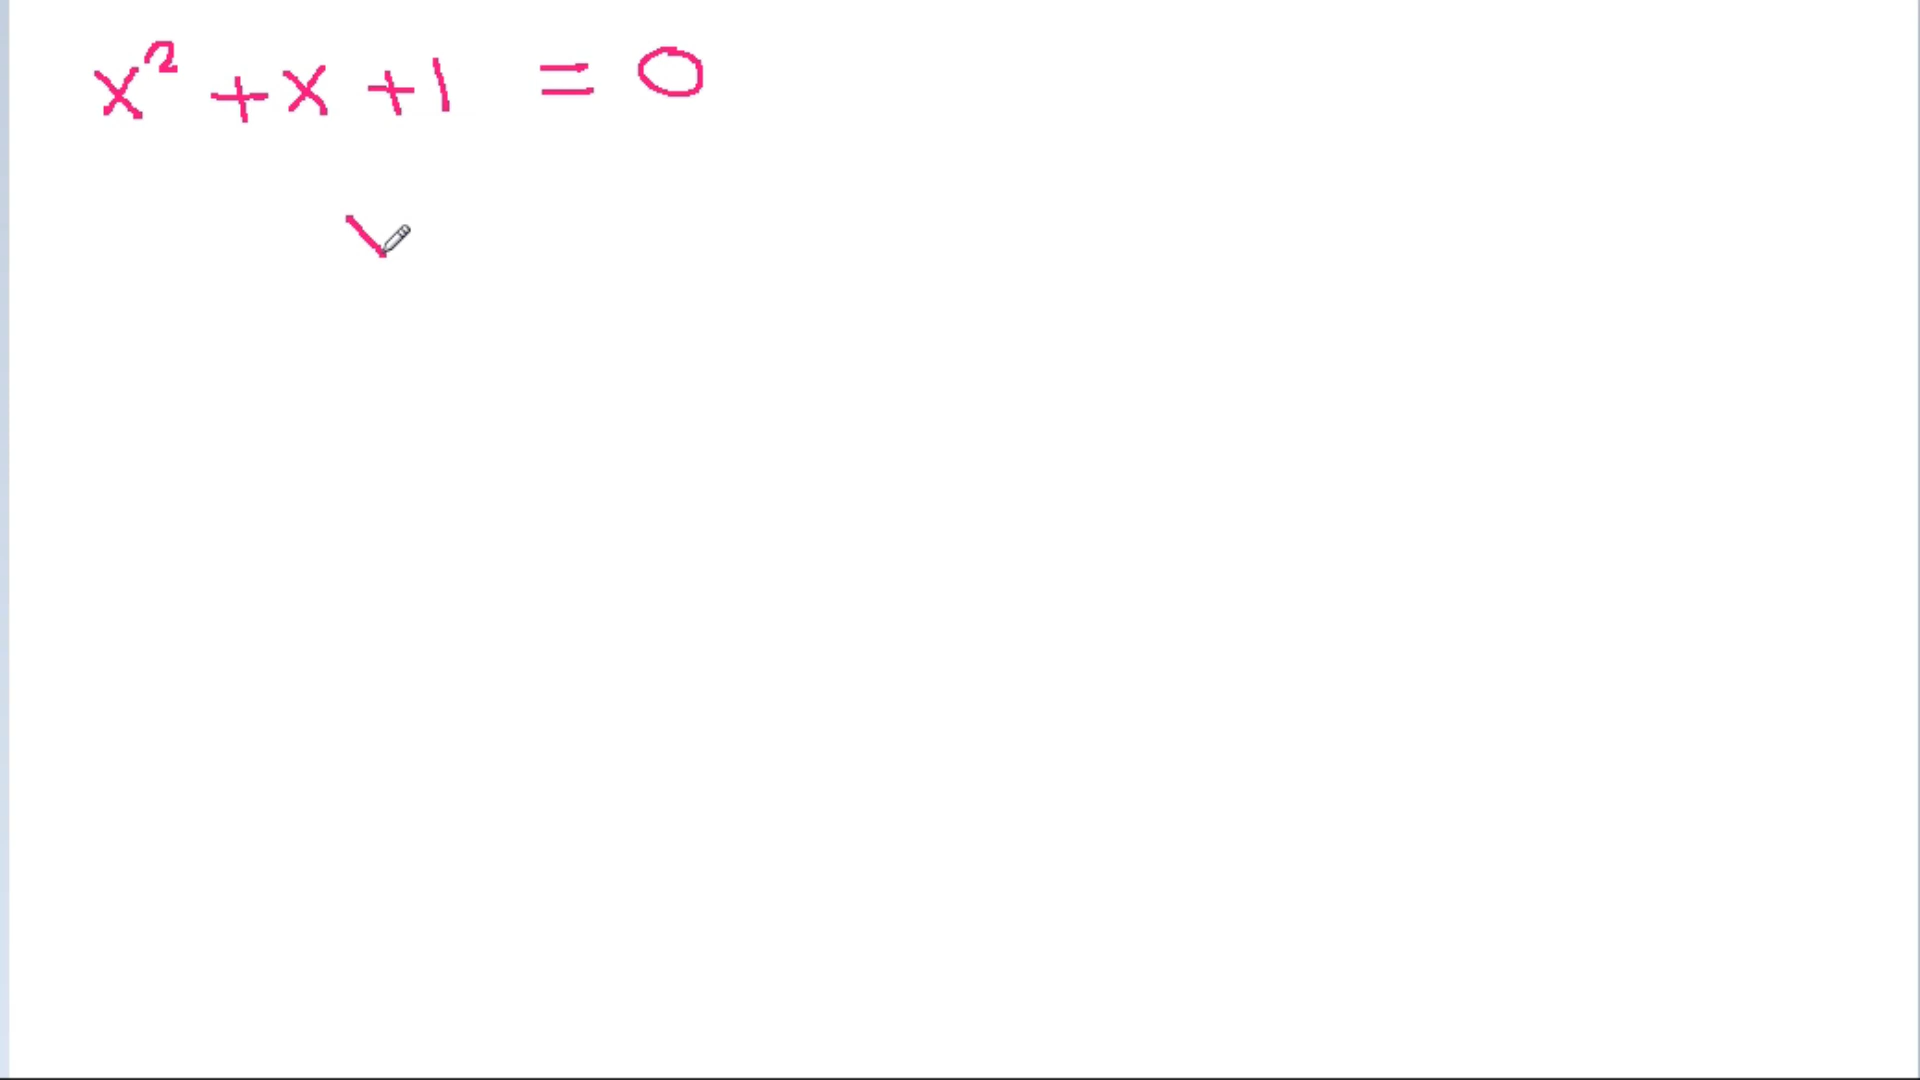 x² + x + 1 = 0